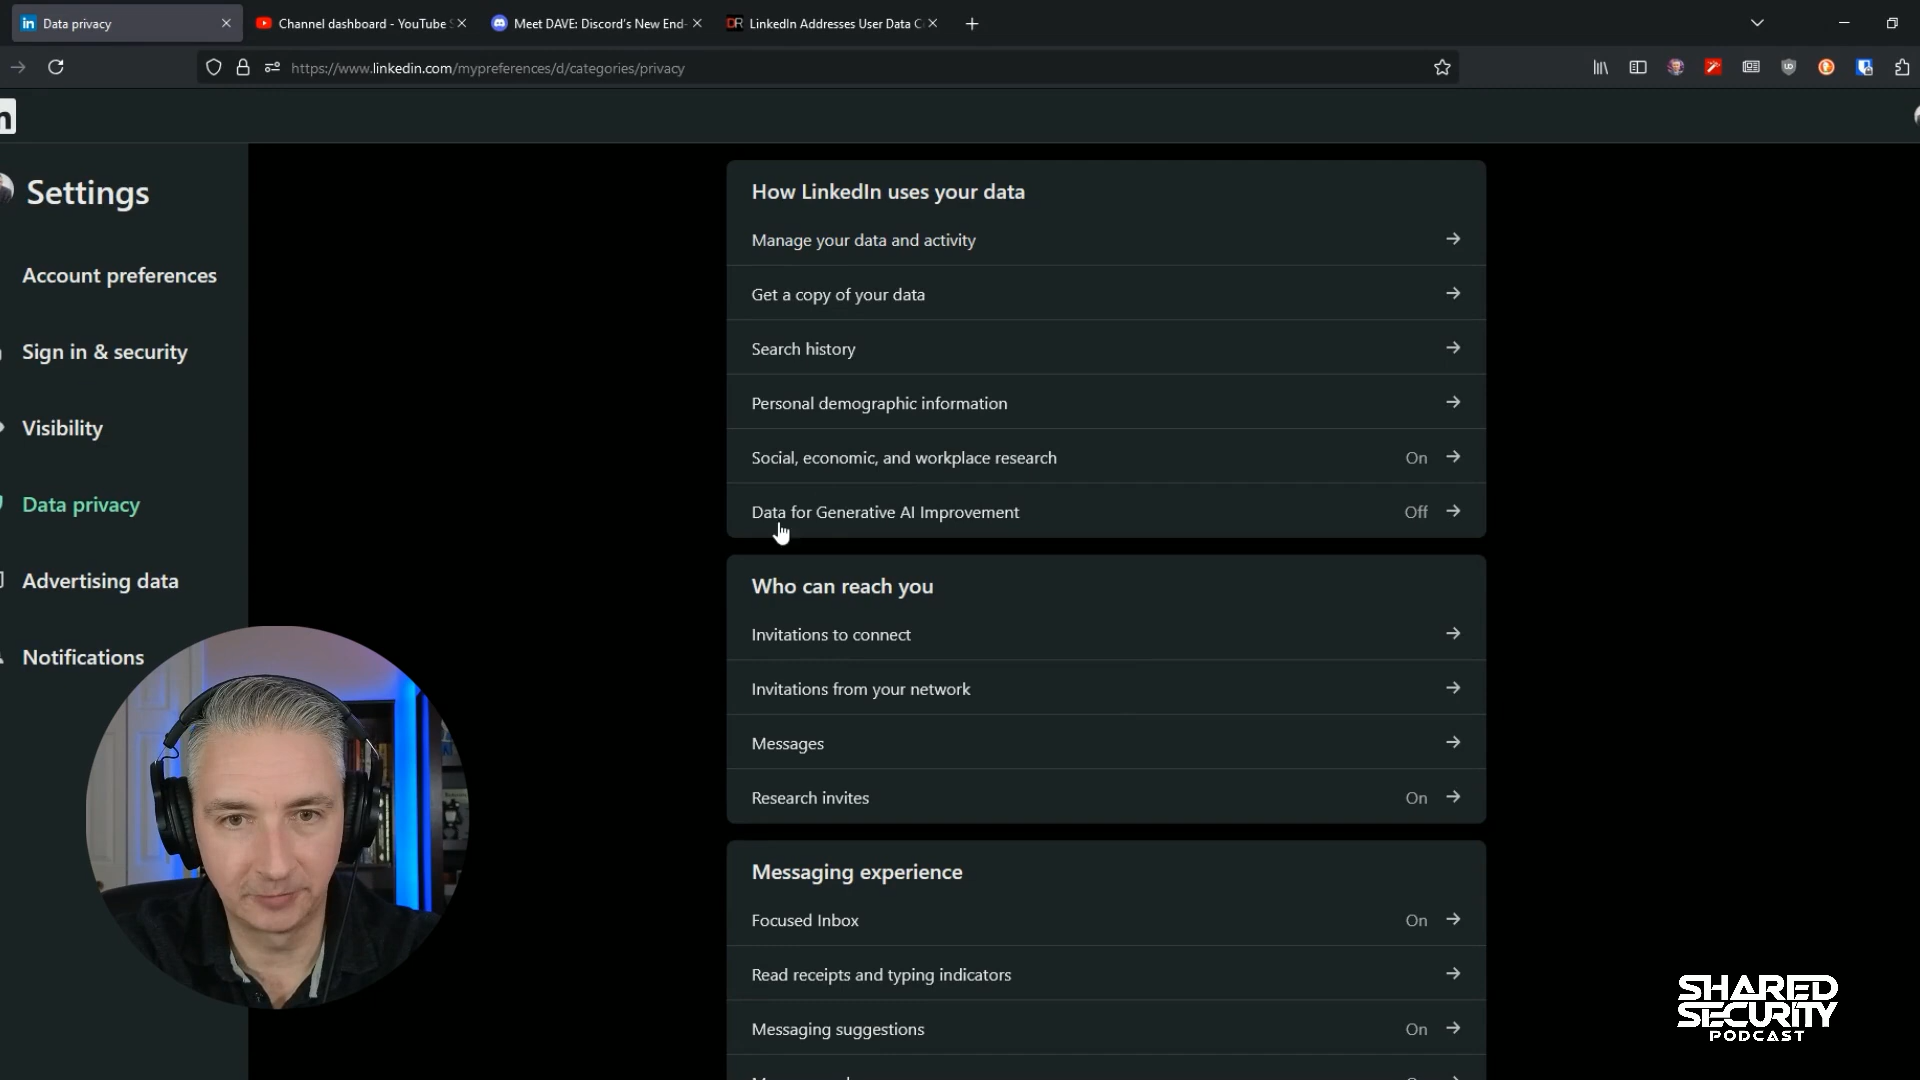 Data privacy
Channel dashboard - YouTube
Meet DAVE: Discord's New End-
LinkedIn Addresses User Data C
https://www.linkedin.com/mypreferences/d/categories/privacy
in
Settings
Account preferences
Sign in & security
Visibility
Data privacy
Advertising data
Notifications
How LinkedIn uses your data
Manage your data and activity
Get a copy of your data
Search history
Personal demographic information
Social, economic, and workplace research On
Data for Generative AI Improvement Off
Who can reach you
Invitations to connect
Invitations from your network
Messages
Research invites On
Messaging experience
Focused Inbox On
Read receipts and typing indicators
Messaging suggestions On
SHARED
SECURITY
PODCAST